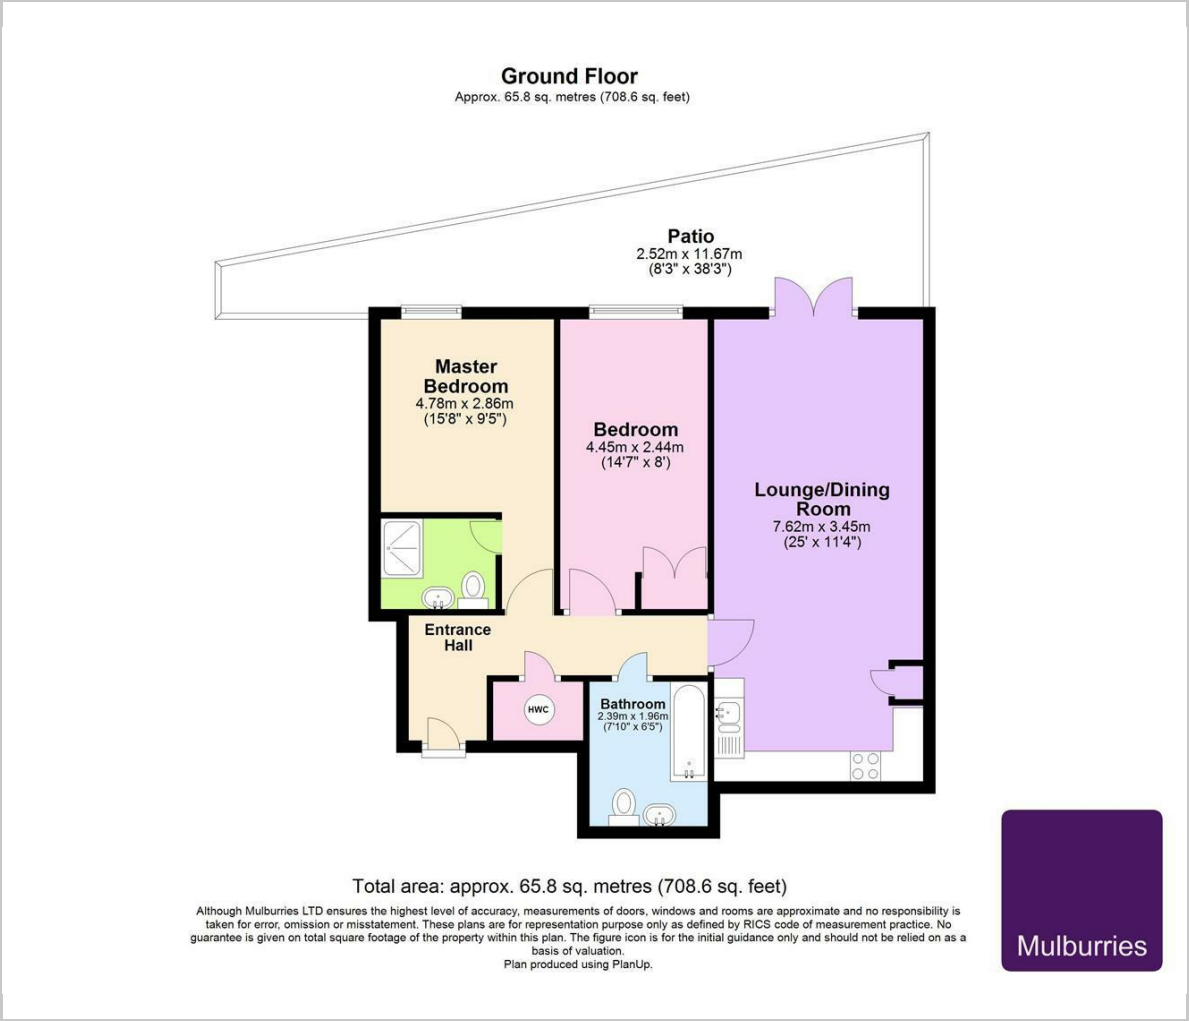 Ground Floor
Approx. 65.8 sq. metres (708.6 sq. feet)
Patio
2.52m x 11.67m
(8'3" x 38'3")
Master
Bedroom
4.78m x 2.86m
(15'8" x 9'5")
Bedroom
4.45m x 2.44m
(14'7" x 8')
Lounge/Dining
Room
7.62m x 3.45m
(25' x 11'4")
Entrance
Hall
HWC
Bathroom
2.39m x 1.96m
(7'10" x 6'5")
Total area: approx. 65.8 sq. metres (708.6 sq. feet)
Although Mulburries LTD ensures the highest level of accuracy, measurements of doors, windows and rooms are approximate and no responsibility is
taken for error, omission or misstatement. These plans are for representation purpose only as defined by RICS code of measurement practice. No
guarantee is given on total square footage of the property within this plan. The figure icon is for the initial guidance only and should not be relied on as a
basis of valuation.
Plan produced using PlanUp.
Mulburries